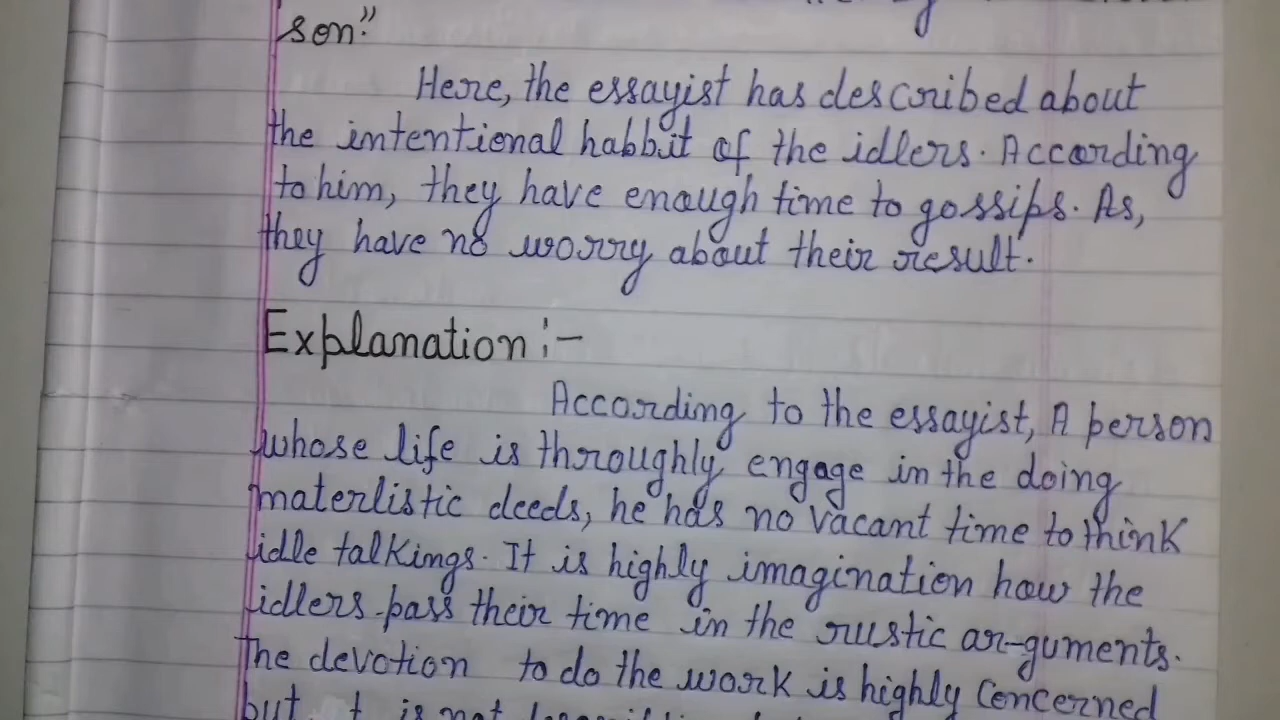 son."
Here, the essayist has described about
the intentional habbit of the idlers. According
to him, they have enough time to gossips. As,
they have no worry about their result.
Explanation :-
According to the essayist, A person
whose life is throughly engage in the doing
materlistic deeds, he has no vacant time to think
idle talkings. It is highly imagination how the
idlers pass their time in the rustic ar-guments.
The devotion to do the work is highly Concerned
but is not